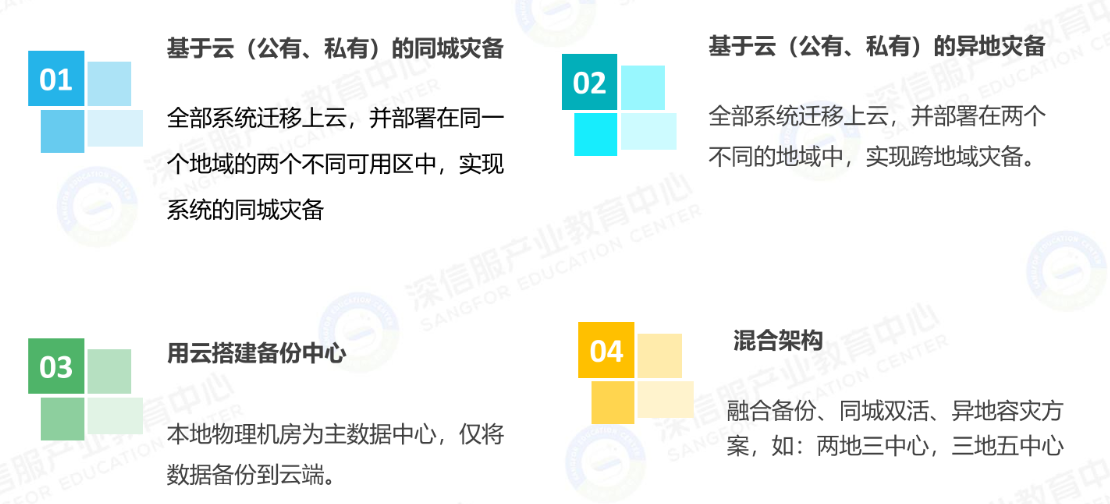 01
基于云（公有、私有）的同城灾备
全部系统迁移上云，并部署在同一
个地域的两个不同可用区中，实现
系统的同城灾备
02
基于云（公有、私有）的异地灾备
全部系统迁移上云，并部署在两个
不同的地域中，实现跨地域灾备。
03
用云搭建备份中心
本地物理机房为主数据中心，仅将
数据备份到云端。
04
混合架构
融合备份、同城双活、异地容灾方
案，如：两地三中心，三地五中心
深信服产业教育中心
SANGFOR EDUCATION CENTER